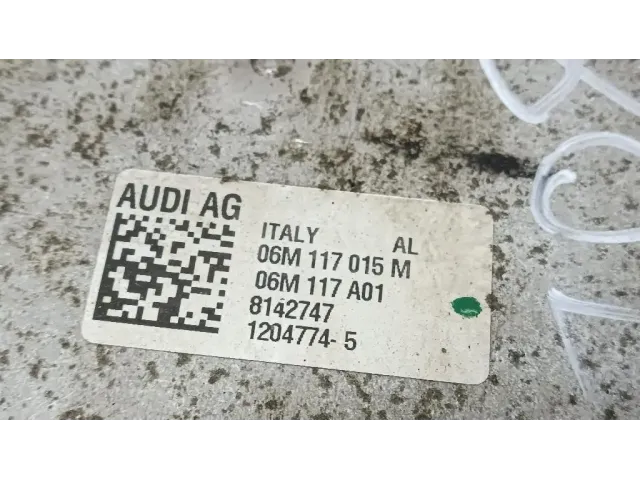 AUDI AG
ITALY AL
06M 117 015 M
06M 117 A01
8142747
1204774-5